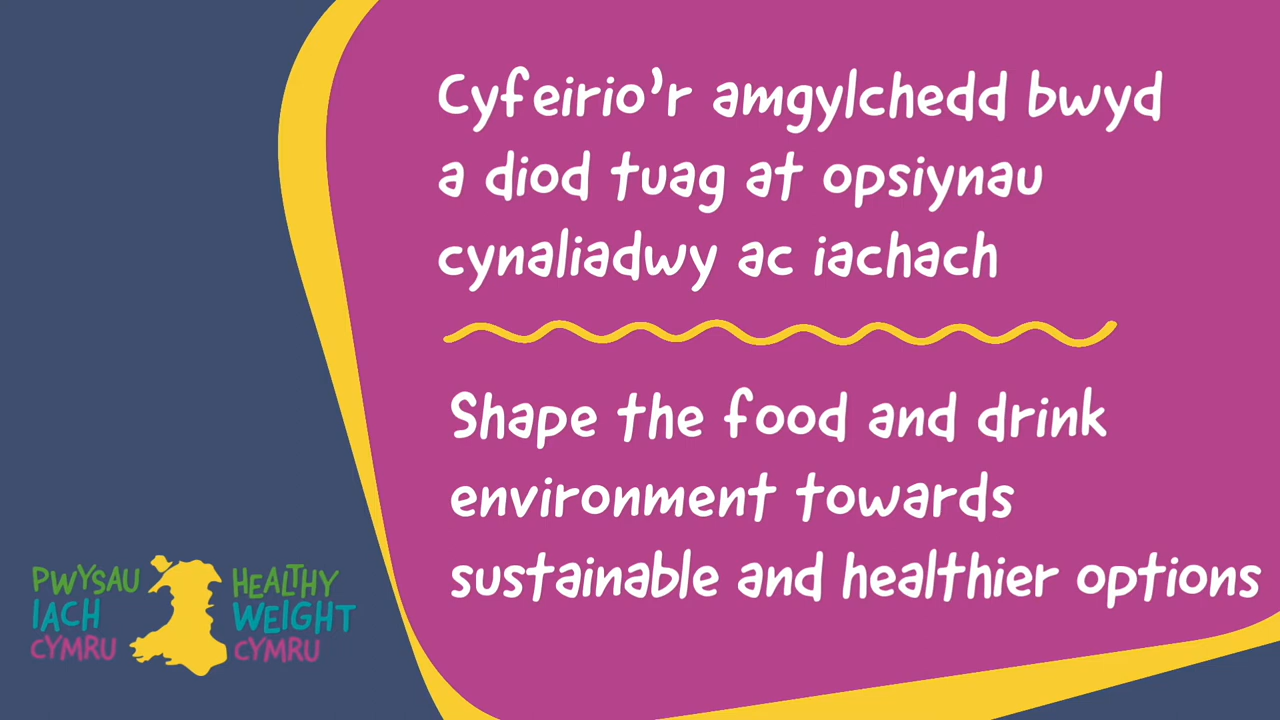 Cyfeirio'r amgylchedd bwyd
a diod tuag at opsiynau
cynaliadwy ac iachach
Shape the food and drink
environment towards
sustainable and healthier options
PWYSAU
IACH
CYMRU
HEALTHY
WEIGHT
CYMRU